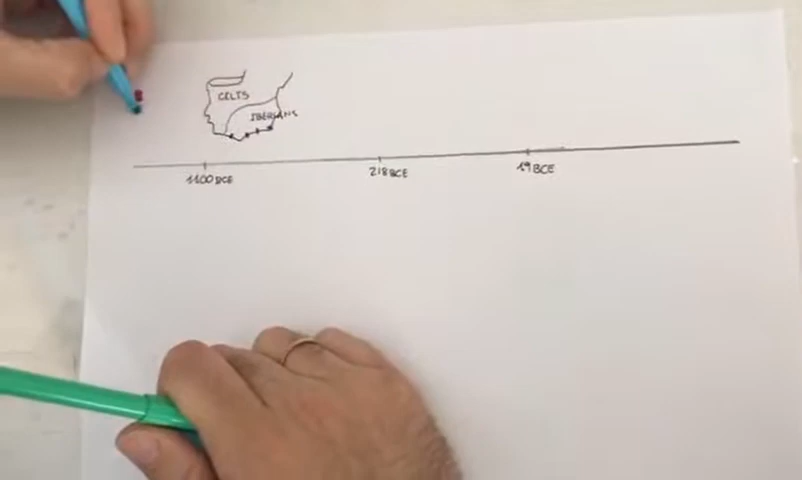 CELTS
IBERIANS
1100 BCE
218 BCE
19 BCE